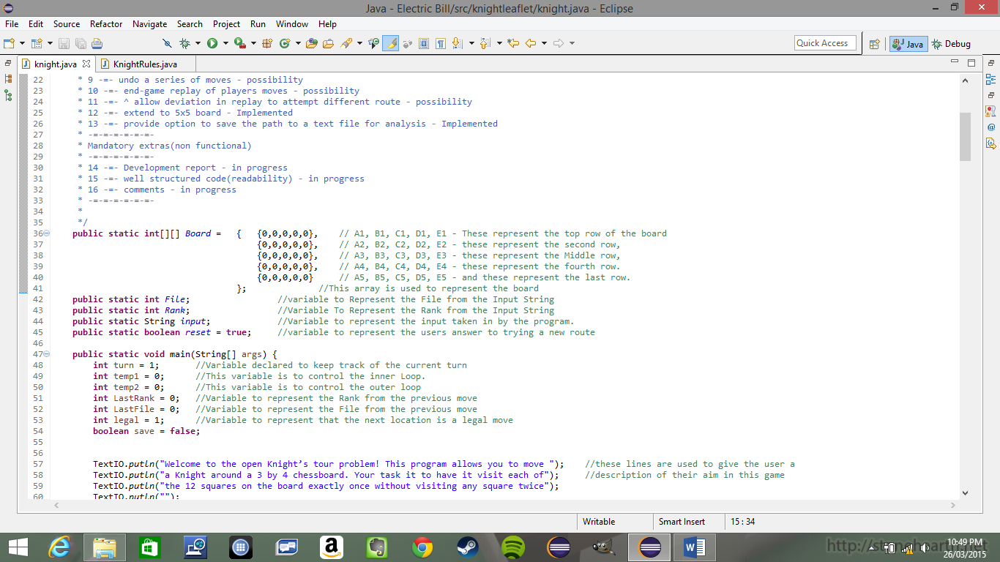 Java - Electric Bill/src/knightleaflet/knight.java - Eclipse
File Edit Source Refactor Navigate Search Project Run Window Help
Quick Access Java Debug
knight.java KnightRules.java
22 * 9 -=- undo a series of moves - possibility
23 * 10 -=- end-game replay of players moves - possibility
24 * 11 -=- ^ allow deviation in replay to attempt different route - possibility
25 * 12 -=- extend to 5x5 board - Implemented
26 * 13 -=- provide option to save the path to a text file for analysis - Implemented
27 * -=-=-=-=-=-=-
28 * Mandatory extras(non functional)
29 * -=-=-=-=-=-=-
30 * 14 -=- Development report - in progress
31 * 15 -=- well structured code(readability) - in progress
32 * 16 -=- comments - in progress
33 * -=-=-=-=-=-=-
34 *
35 */
36 public static int[][] Board = { {0,0,0,0,0}, // A1, B1, C1, D1, E1 - These represent the top row of the board
37 {0,0,0,0,0}, // A2, B2, C2, D2, E2 - these represent the second row,
38 {0,0,0,0,0}, // A3, B3, C3, D3, E3 - these represent the Middle row,
39 {0,0,0,0,0}, // A4, B4, C4, D4, E4 - these represent the fourth row.
40 {0,0,0,0,0} // A5, B5, C5, D5, E5 - and these represent the last row.
41 }; //This array is used to represent the board
42 public static int File; //variable to Represent the File from the Input String
43 public static int Rank; //Variable To Represent the Rank from the Input String
44 public static String input; //Variable to represent the input taken in by the program.
45 public static boolean reset = true; //variable to represent the users answer to trying a new route
46
47 public static void main(String[] args) {
48 int turn = 1; //Variable declared to keep track of the current turn
49 int temp1 = 0; //This variable is to control the inner Loop.
50 int temp2 = 0; //This variable is to control the outer loop
51 int LastRank = 0; //Variable to represent the Rank from the previous move
52 int LastFile = 0; //Variable to represent the File from the previous move
53 int legal = 1; //Variable to represent that the next location is a legal move
54 boolean save = false;
55
56
57 TextIO.putln("Welcome to the open Knight’s tour problem! This program allows you to move "); //these lines are used to give the user a
58 TextIO.putln("a Knight around a 3 by 4 chessboard. Your task it to have it visit each of"); //description of their aim in this game
59 TextIO.putln("the 12 squares on the board exactly once without visiting any square twice");
60 TextIO.putln("");
Writable Smart Insert 15 : 34
10:49 PM
26/03/2015